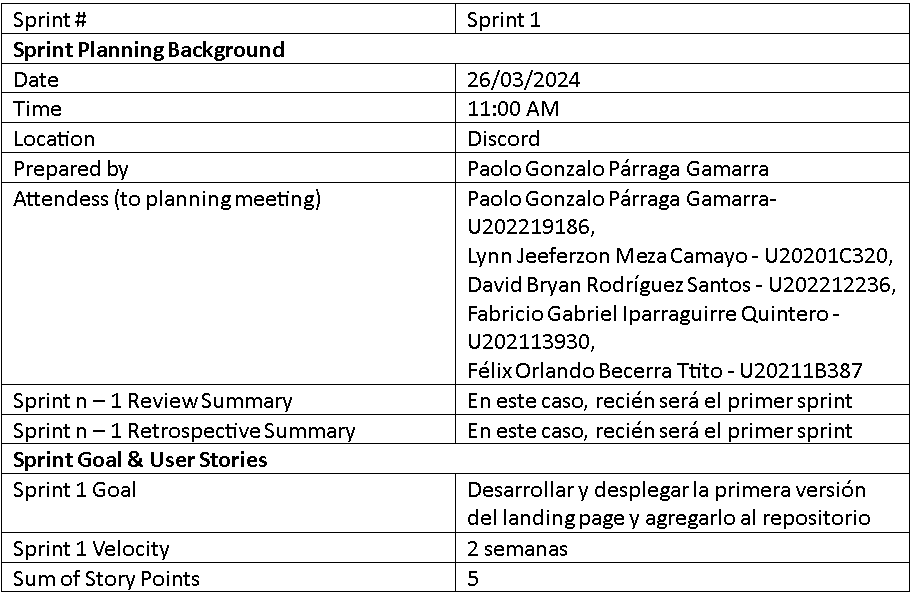 Sprint # Sprint 1
Sprint Planning Background
Date 26/03/2024
Time 11:00 AM
Location Discord
Prepared by Paolo Gonzalo Párraga Gamarra
Attendess (to planning meeting) Paolo Gonzalo Párraga Gamarra-
U202219186,
Lynn Jeeferzon Meza Camayo - U20201C320,
David Bryan Rodríguez Santos - U202212236,
Fabricio Gabriel Iparraguirre Quintero -
U202113930,
Félix Orlando Becerra Ttito - U20211B387
Sprint n – 1 Review Summary En este caso, recién será el primer sprint
Sprint n – 1 Retrospective Summary En este caso, recién será el primer sprint
Sprint Goal & User Stories
Sprint 1 Goal Desarrollar y desplegar la primera versión
del landing page y agregarlo al repositorio
Sprint 1 Velocity 2 semanas
Sum of Story Points 5